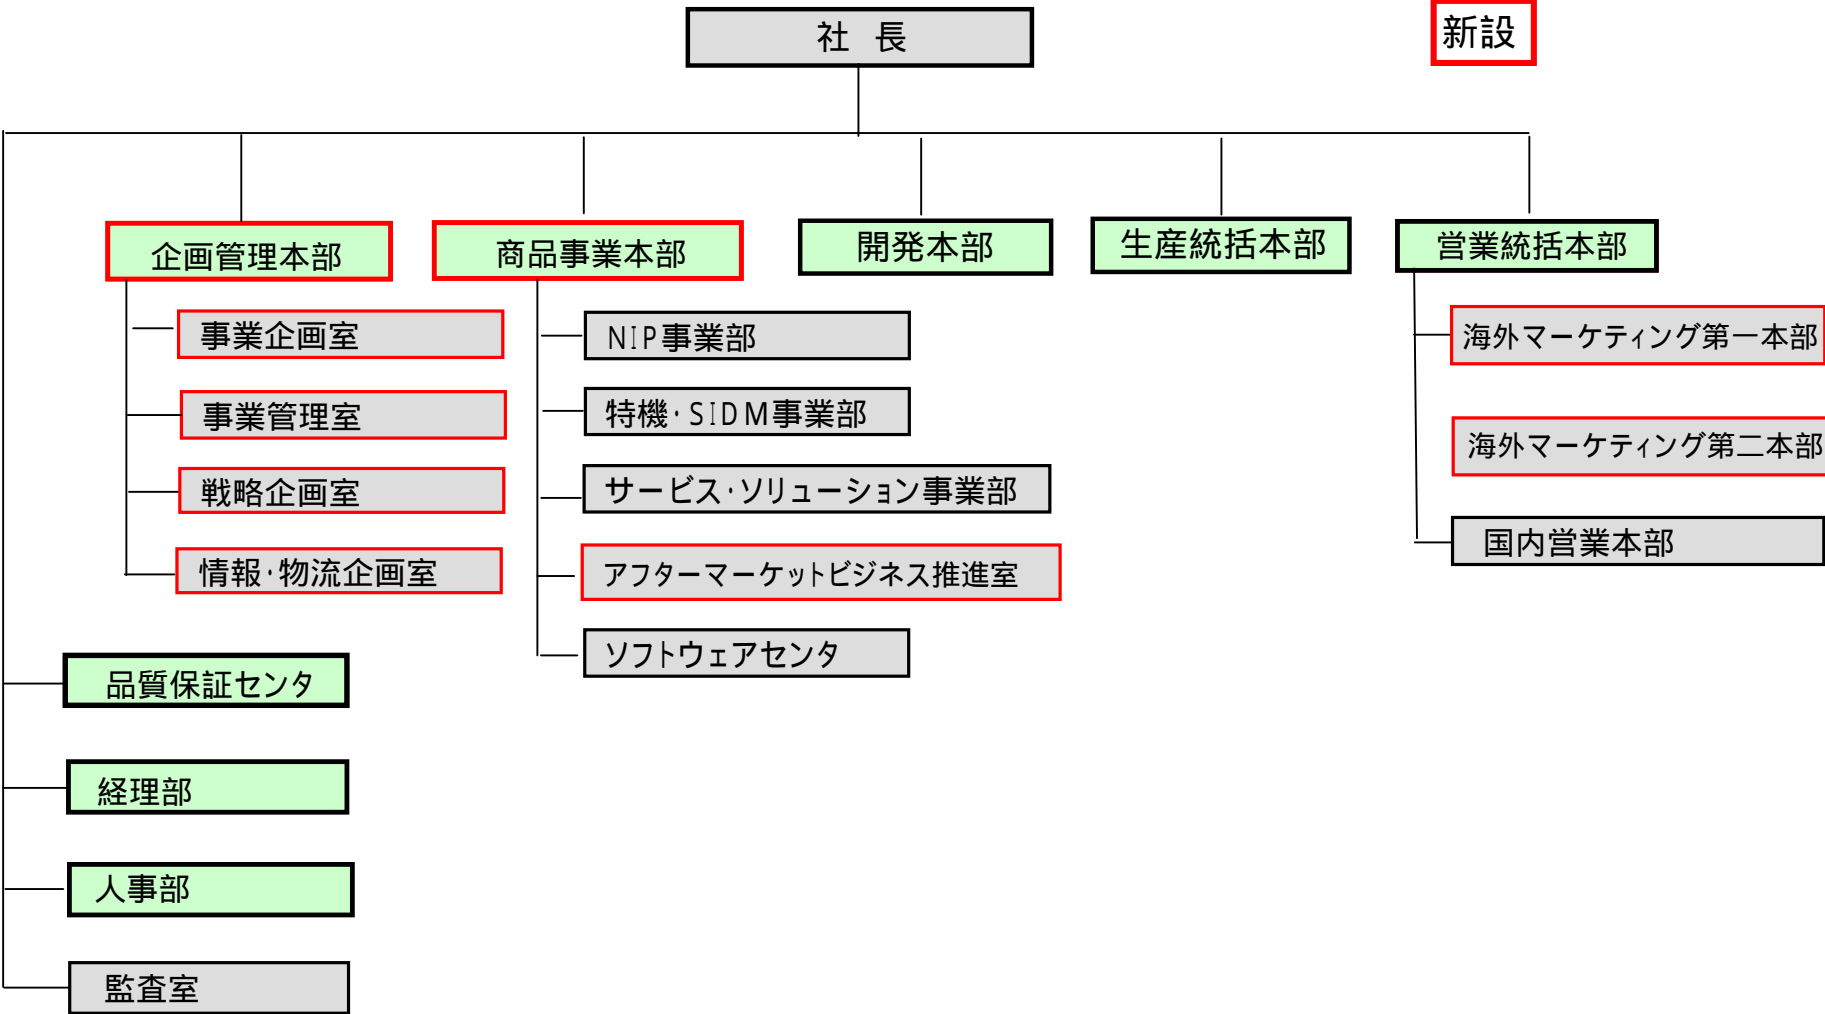 社 長
新設
企画管理本部
商品事業本部
開発本部
生産統括本部
営業統括本部
事業企画室
事業管理室
戦略企画室
情報・物流企画室
NIP事業部
特機・SIDM事業部
サービス・ソリューション事業部
アフターマーケットビジネス推進室
ソフトウェアセンタ
海外マーケティング第一本部
海外マーケティング第二本部
国内営業本部
品質保証センタ
経理部
人事部
監査室